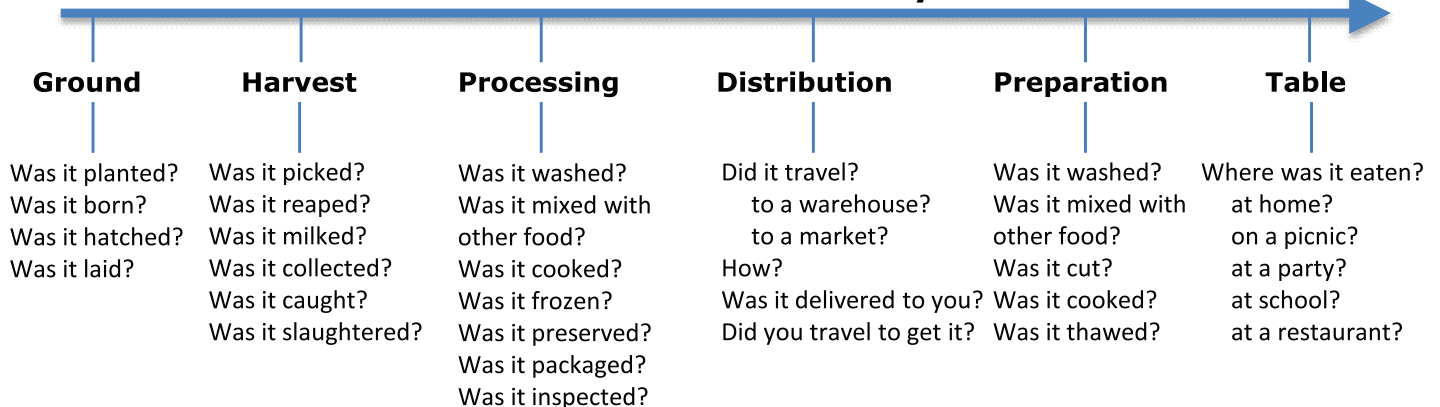 Ground
Harvest
Processing
Distribution
Preparation
Table
Was it planted?
Was it born?
Was it hatched?
Was it laid?
Was it picked?
Was it reaped?
Was it milked?
Was it collected?
Was it caught?
Was it slaughtered?
Was it washed?
Was it mixed with
other food?
Was it cooked?
Was it frozen?
Was it preserved?
Was it packaged?
Was it inspected?
Did it travel?
to a warehouse?
to a market?
How?
Was it delivered to you?
Did you travel to get it?
Was it washed?
Was it mixed with
other food?
Was it cut?
Was it cooked?
Was it thawed?
Where was it eaten?
at home?
on a picnic?
at a party?
at school?
at a restaurant?